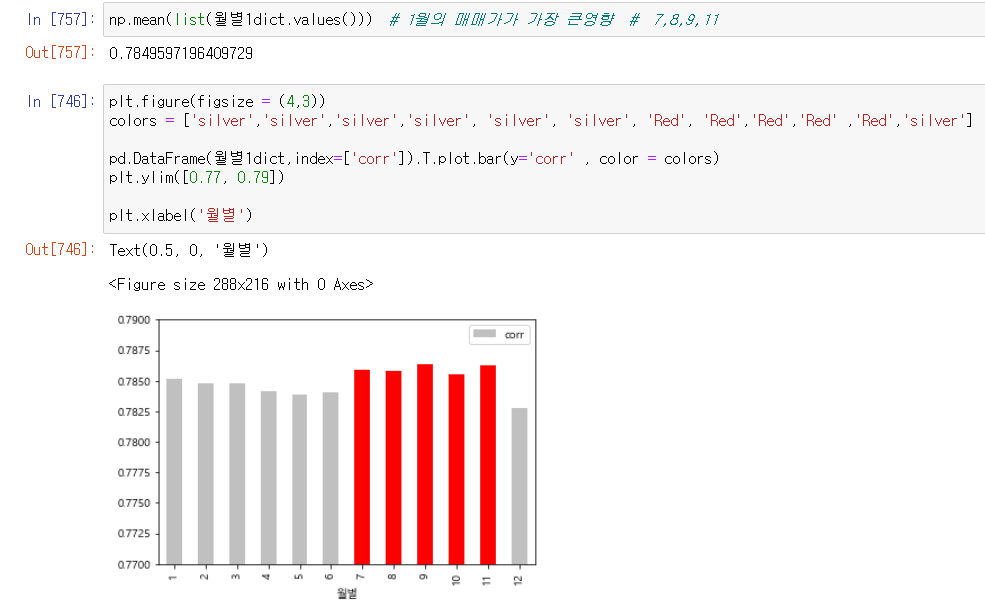 In [757]: np.mean(list(월별1dict.values())) # 1월의 매매가가 가장 큰영향 # 7,8,9,11
Out[757]: 0.7849597196409729
In [746]: plt.figure(figsize = (4,3))
colors = ['silver','silver','silver','silver', 'silver', 'silver', 'Red', 'Red','Red','Red' ,'Red','silver']
pd.DataFrame(월별1dict,index=['corr']).T.plot.bar(y='corr' , color = colors)
plt.ylim([0.77, 0.79])
plt.xlabel('월별')
Out[746]: Text(0.5, 0, '월별')
<Figure size 288x216 with 0 Axes>
0.7900
corr
0.7875
0.7850
0.7825
0.7800
0.7775
0.7750
0.7725
0.7700
1 2 3 4 5 6 7 8 9 10 11 12
월별